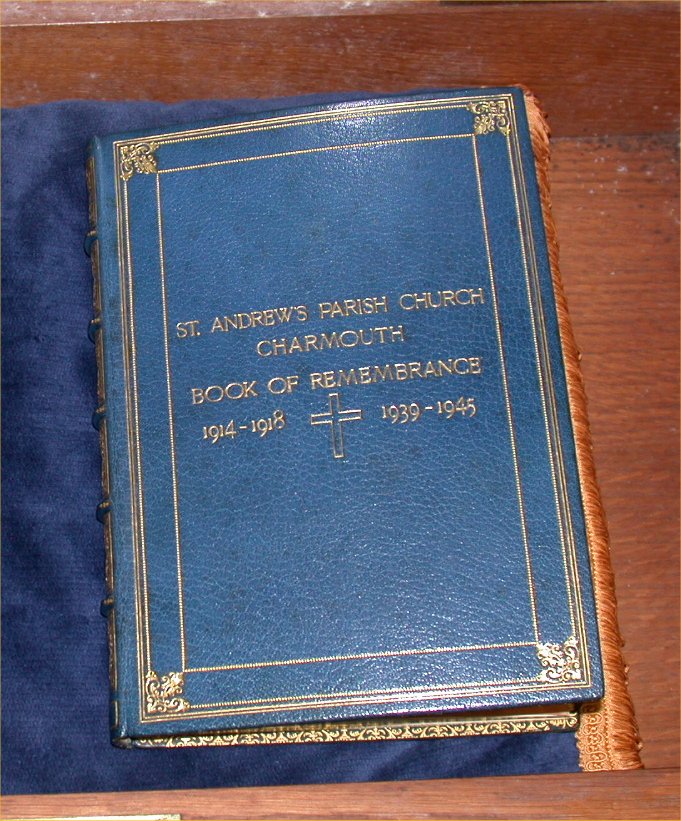 ST. ANDREW'S PARISH CHURCH
CHARMOUTH
BOOK OF REMEMBRANCE
1914-1918 1939-1945